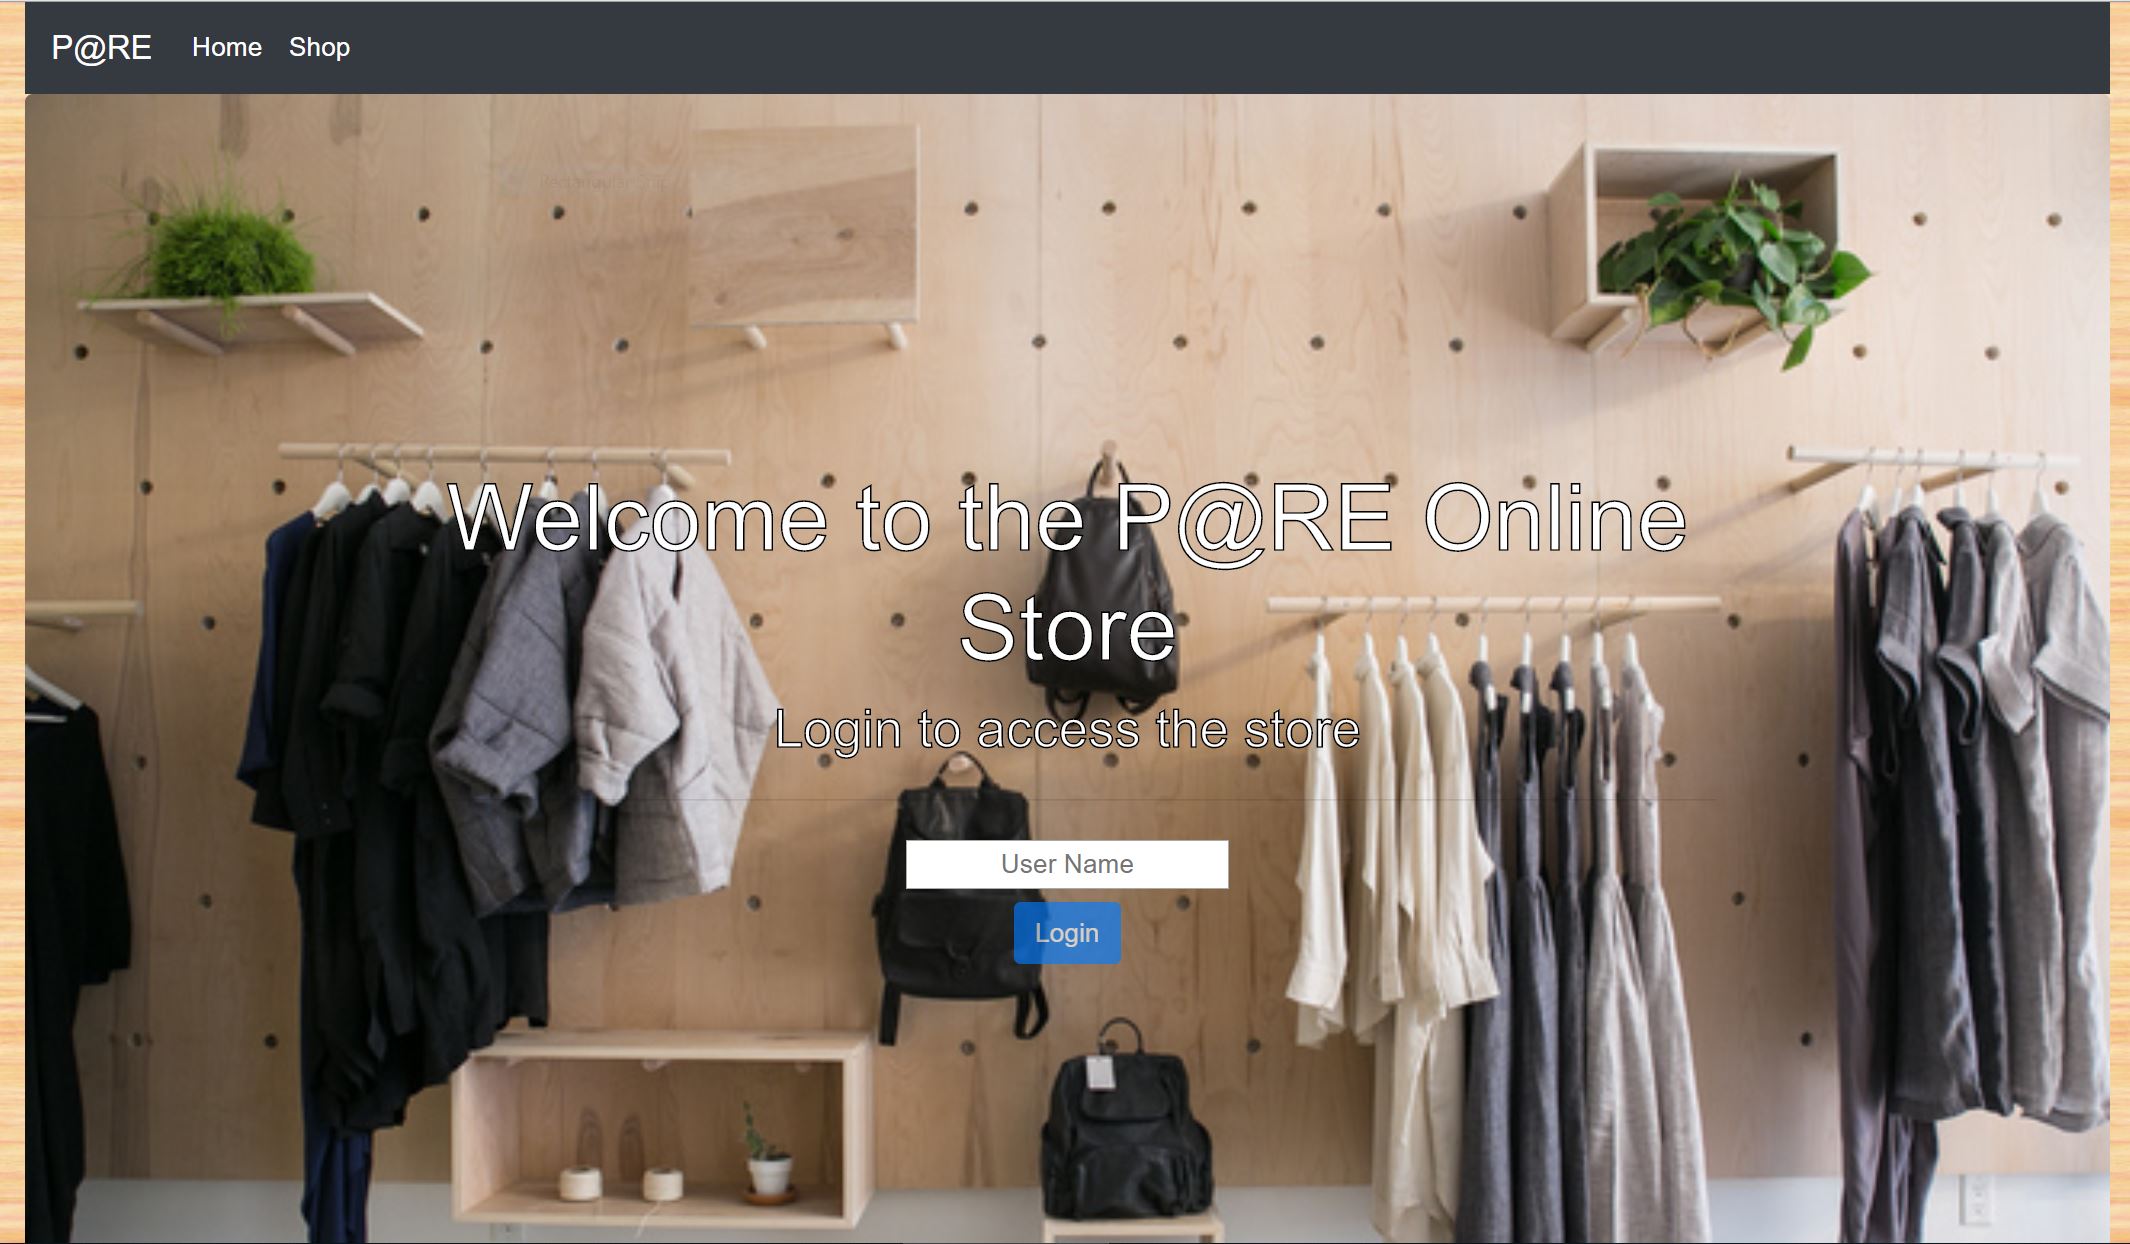 P@RE Home Shop
Welcome to the P@RE Online
Store
Login to access the store
User Name
Login